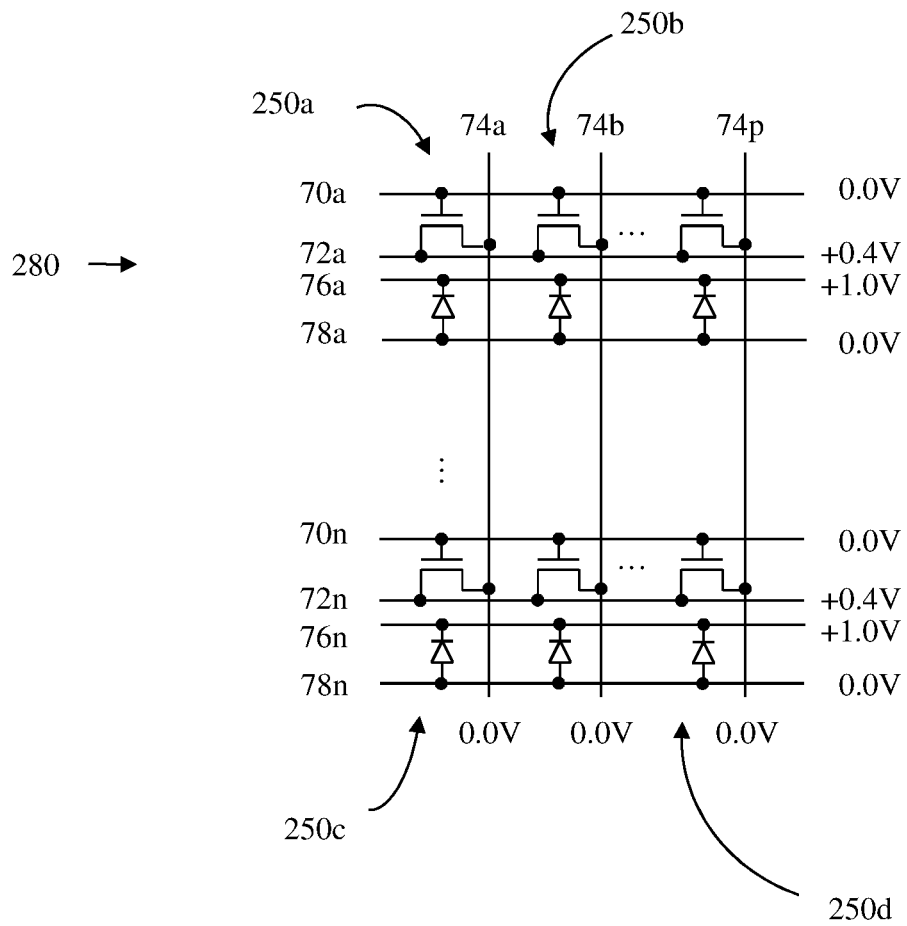 250b
250a
74a 74b 74p
70a 0.0V
...
72a +0.4V
280
76a +1.0V
78a 0.0V
...
70n 0.0V
...
72n +0.4V
76n +1.0V
78n 0.0V
0.0V 0.0V 0.0V
250c
250d